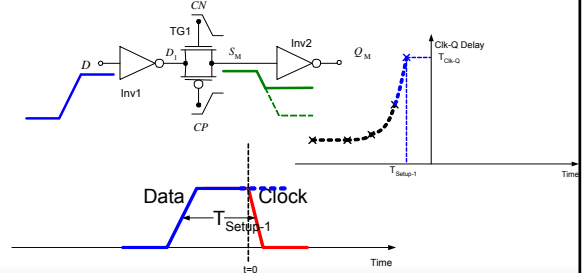 CN
TG1
D
D1
SM
Inv2
QM
Inv1
CP
Clk-Q Delay
TClk-Q
TSetup-1
Time
Data
Clock
TSetup-1
Time
t=0